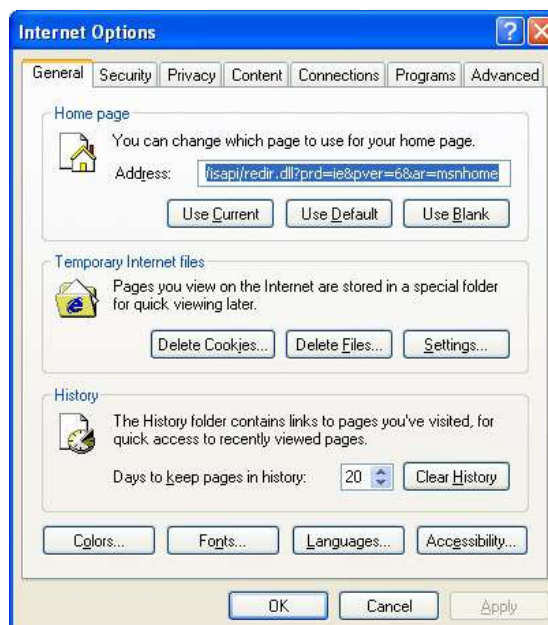 Internet Options
General Security Privacy Content Connections Programs Advanced
Home page
You can change which page to use for your home page.
Address: /isapi/redir.dll?prd=ie&pver=6&ar=msnhome
Use Current Use Default Use Blank
Temporary Internet files
Pages you view on the Internet are stored in a special folder
for quick viewing later.
Delete Cookies... Delete Files... Settings...
History
The History folder contains links to pages you've visited, for
quick access to recently viewed pages.
Days to keep pages in history: 20 Clear History
Colors... Fonts... Languages... Accessibility...
OK Cancel Apply